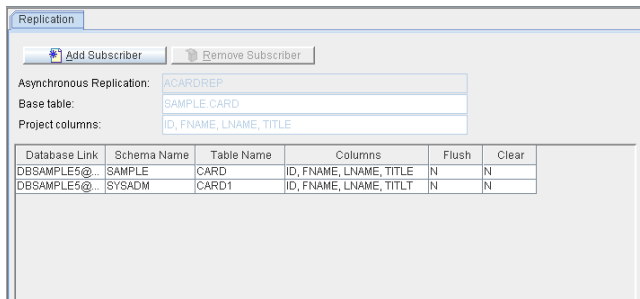 Replication
Add Subscriber Remove Subscriber
Asynchronous Replication: ACARDREP
Base table: SAMPLE.CARD
Project columns: ID, FNAME, LNAME, TITLE
Database Link Schema Name Table Name Columns Flush Clear
DBSAMPLE5@... SAMPLE CARD ID, FNAME, LNAME, TITLE N N
DBSAMPLE5@... SYSADM CARD1 ID, FNAME, LNAME, TITLT N N